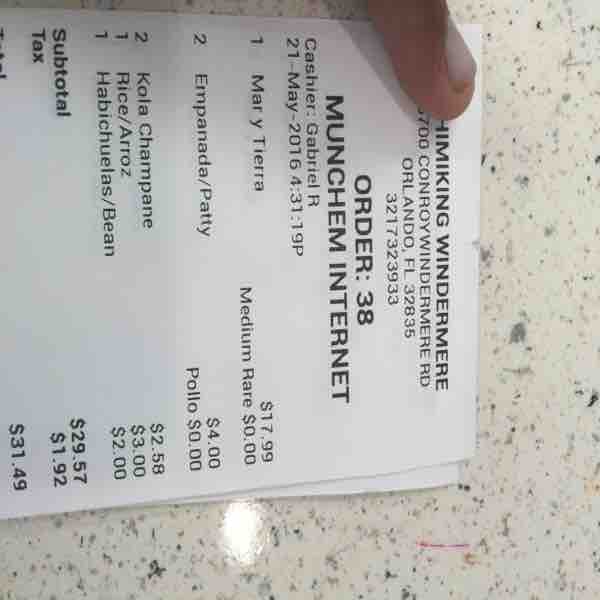 HIMIKING WINDERMERE
6700 CONROYWINDERMERE RD
ORLANDO, FL 32835
3217323933
ORDER: 38
MUNCHEM INTERNET
Cashier: Gabriel R
21-May-2016 4:31:19P
1 Mar y Tierra $17.99
Medium Rare $0.00
2 Empanada/Patty $4.00
Pollo $0.00
2 Kola Champane $2.58
1 Rice/Arroz $3.00
1 Habichuelas/Bean $2.00
Subtotal $29.57
Tax $1.92
Total $31.49